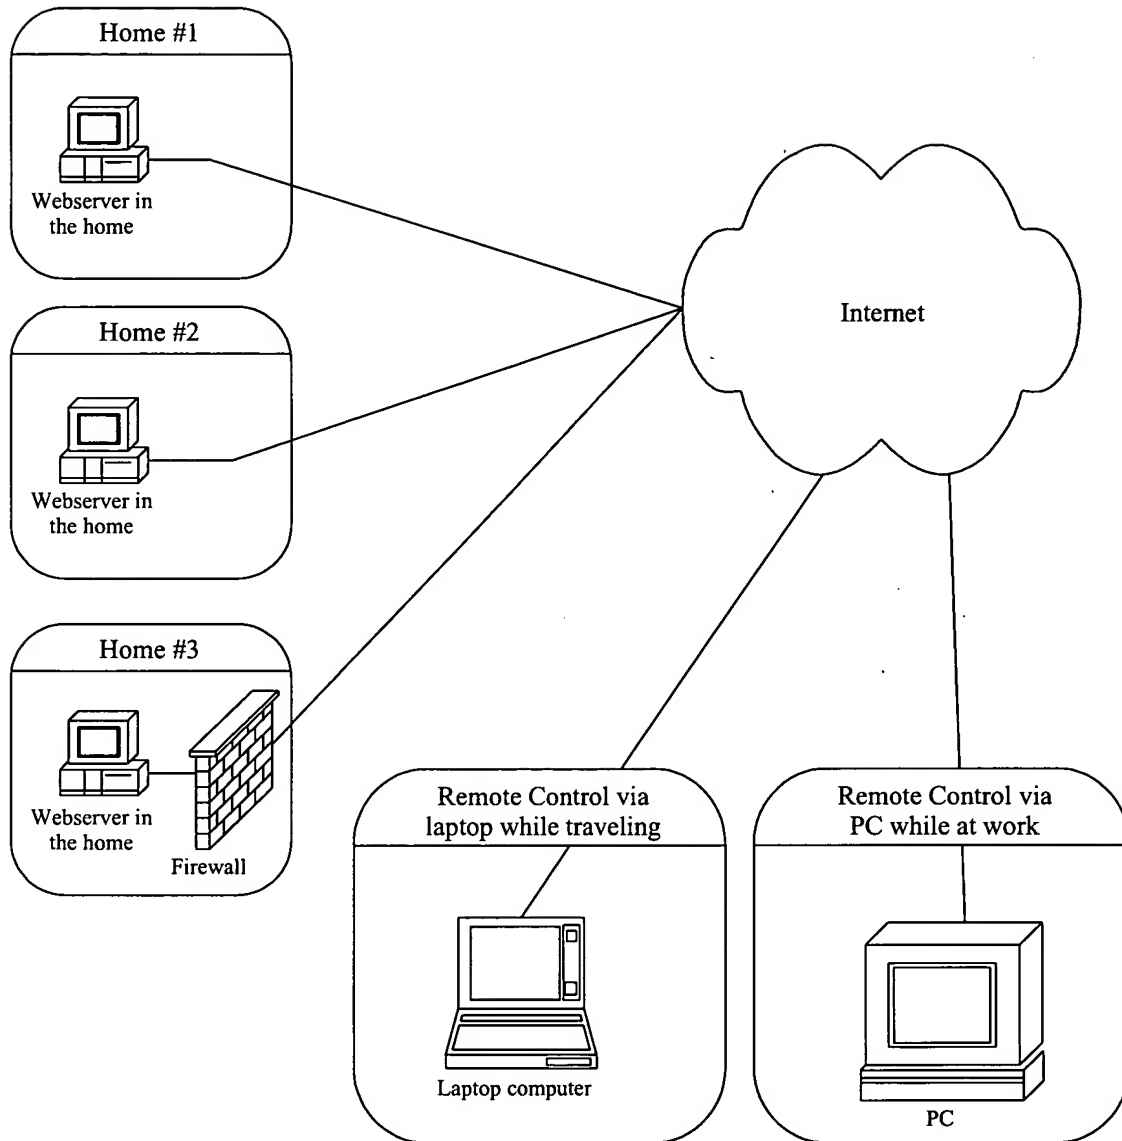 Home #1
Webserver in
the home
Internet
Home #2
Webserver in
the home
Home #3
Webserver in
the home
Firewall
Remote Control via
laptop while traveling
Laptop computer
Remote Control via
PC while at work
PC